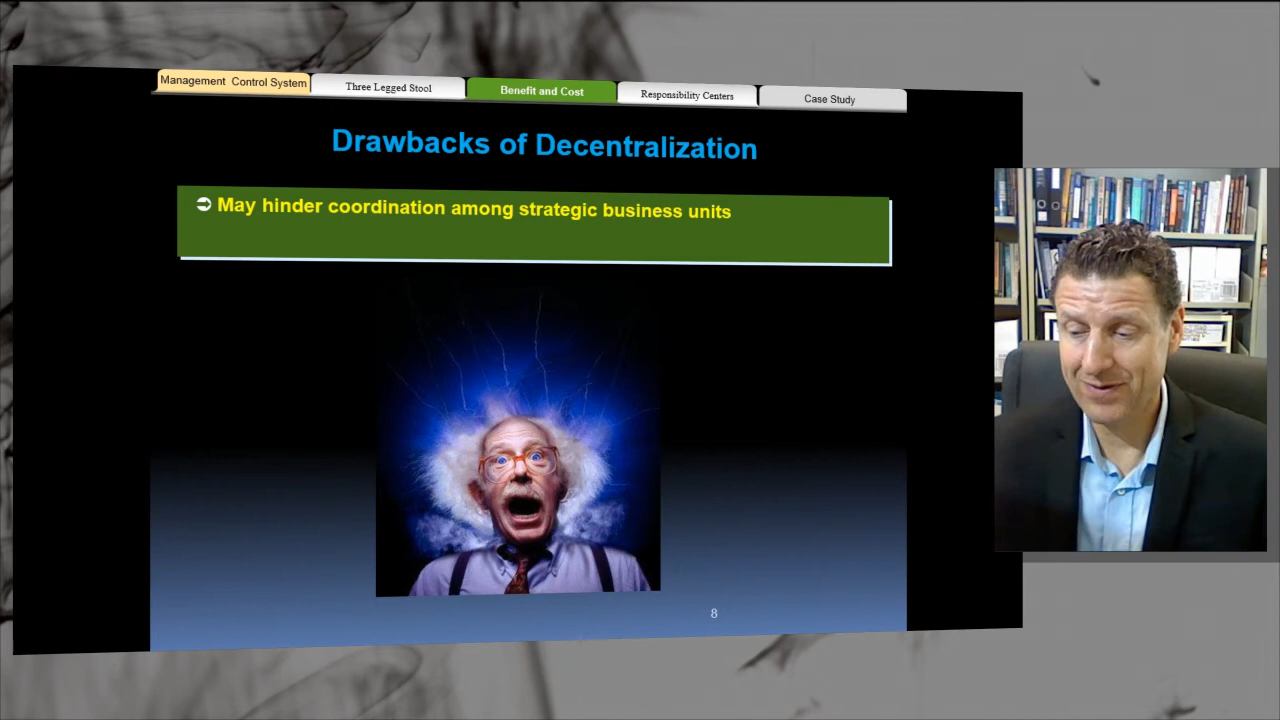 Management Control System
Three Legged Stool
Benefit and Cost
Responsibility Centers
Case Study
Drawbacks of Decentralization
➲ May hinder coordination among strategic business units
8